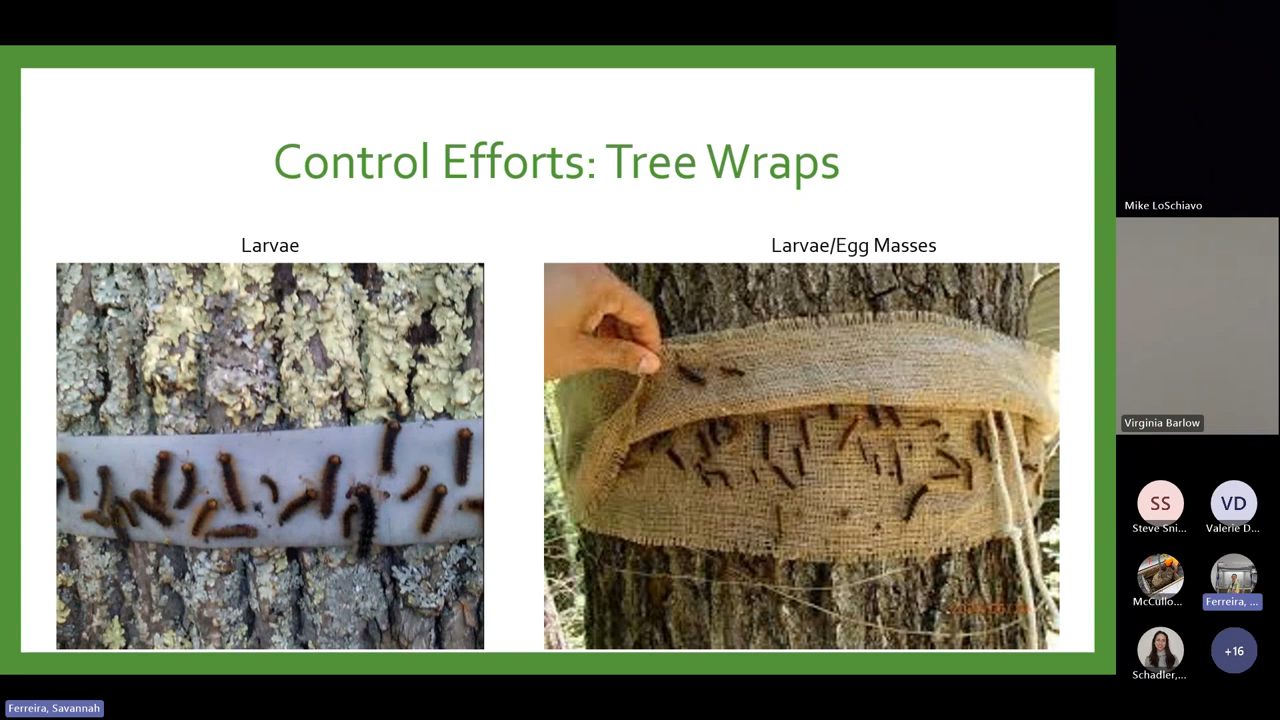 Control Efforts: Tree Wraps
Larvae
Larvae/Egg Masses
Mike LoSchiavo
Virginia Barlow
SS
VD
Steve Sni...
Valerie D...
McCullo...
Ferreira, ...
Schadler,...
+16
Ferreira, Savannah